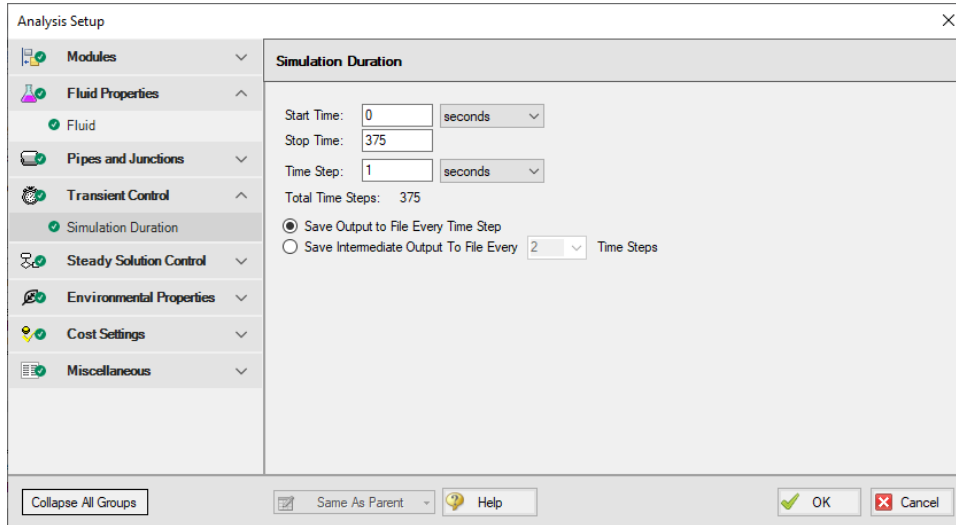 Analysis Setup
Modules
Fluid Properties
Fluid
Pipes and Junctions
Transient Control
Simulation Duration
Steady Solution Control
Environmental Properties
Cost Settings
Miscellaneous
Simulation Duration
Start Time: 0 seconds
Stop Time: 375
Time Step: 1 seconds
Total Time Steps: 375
Save Output to File Every Time Step
Save Intermediate Output To File Every 2 Time Steps
Collapse All Groups
Same As Parent
Help
OK
Cancel